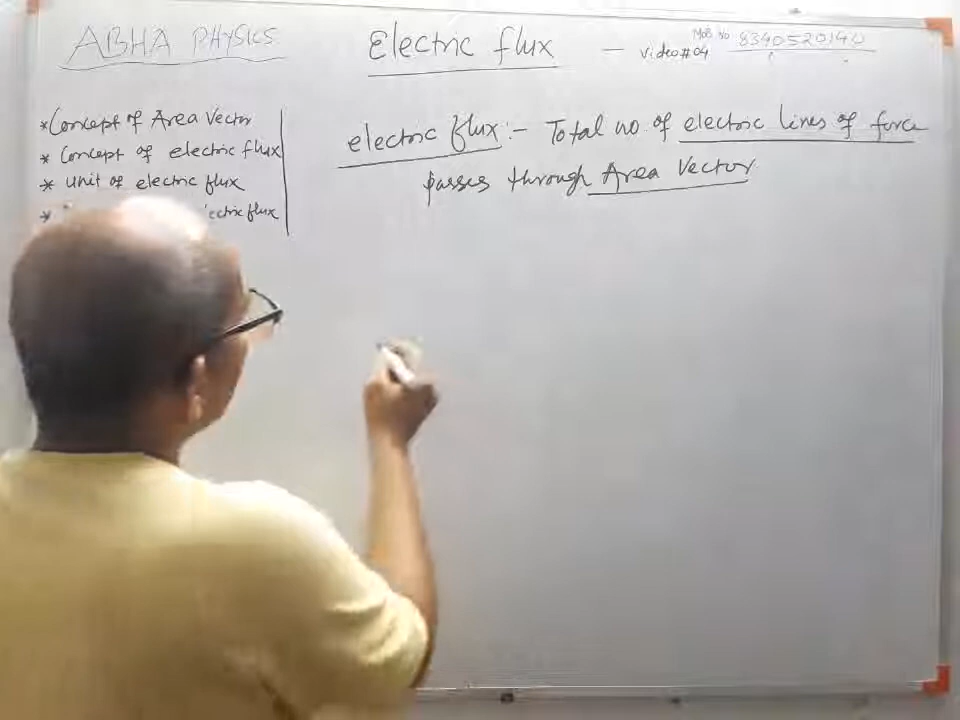 ABHA PHYSICS
Electric flux - Video#04
Mob No 8340520140
*Concept of Area Vector
* Concept of electric flux
* Unit of electric flux
* ectric flux
electric flux:- Total no of electric lines of force
passes through Area Vector